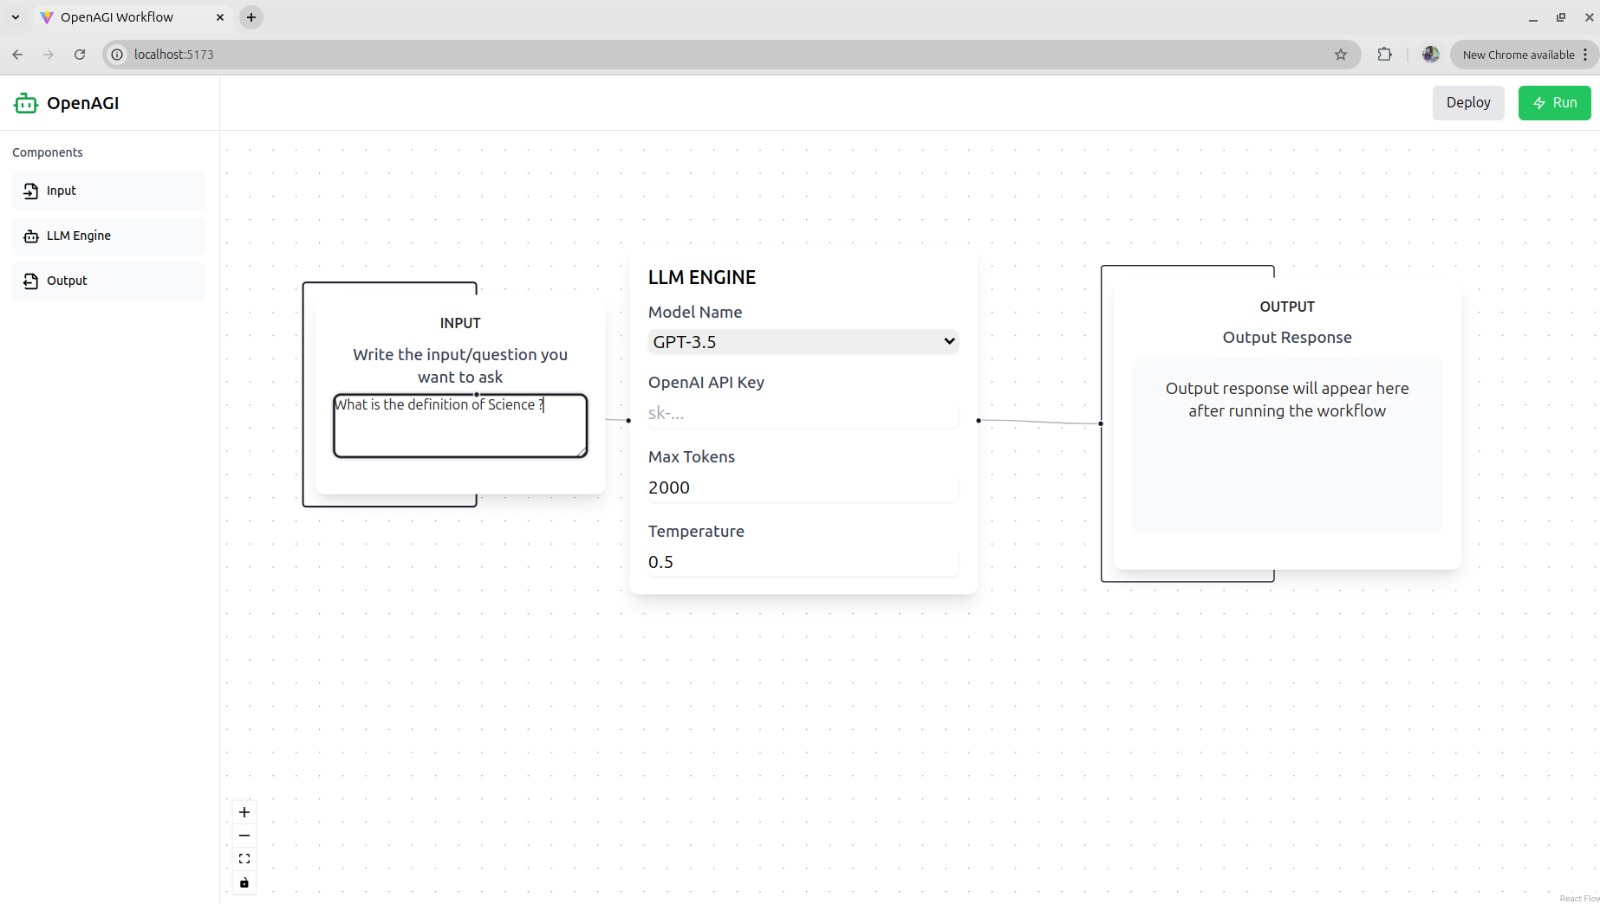 OpenAGI Workflow
localhost:5173
New Chrome available
OpenAGI
Deploy
Run
Components
Input
LLM Engine
Output
INPUT
Write the input/question you
want to ask
What is the definition of Science ?
LLM ENGINE
Model Name
GPT-3.5
OpenAI API Key
sk-...
Max Tokens
2000
Temperature
0.5
OUTPUT
Output Response
Output response will appear here
after running the workflow
React Flow